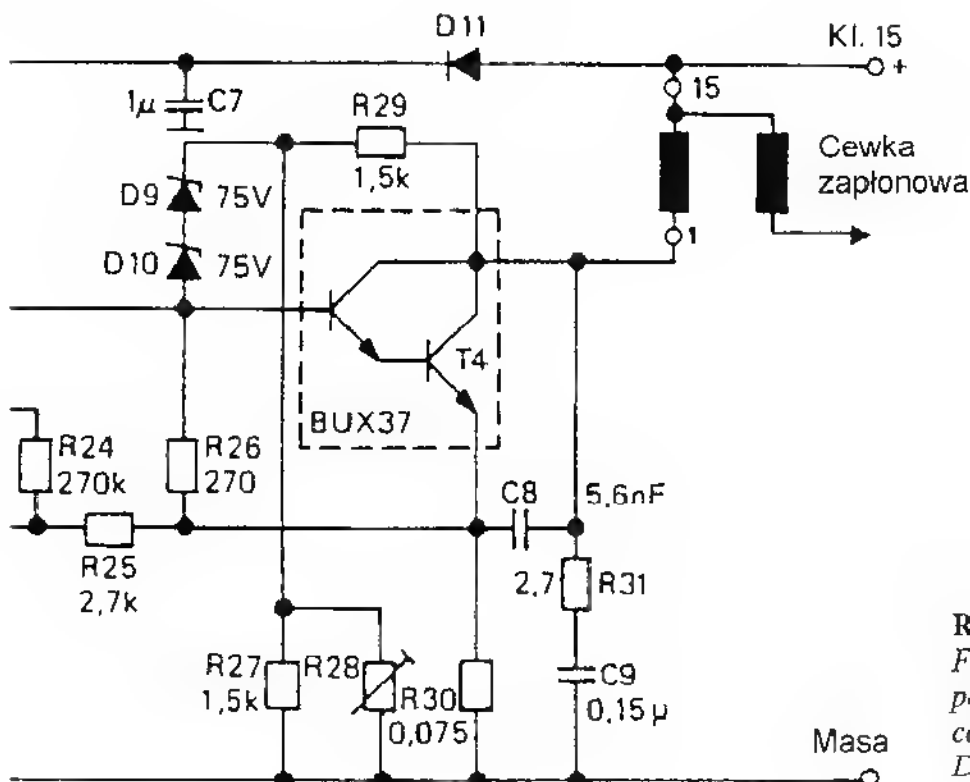 D11
Kl. 15
+
1µ
C7
R29
1,5k
15
Cewka
zapłonowa
D9
75V
D10
75V
1
T4
BUX37
R24
270k
R26
270
C8
5,6nF
R25
2,7k
2,7
R31
R27
1,5k
R28
R30
0,075
C9
0,15µ
Masa
R
F
c
D